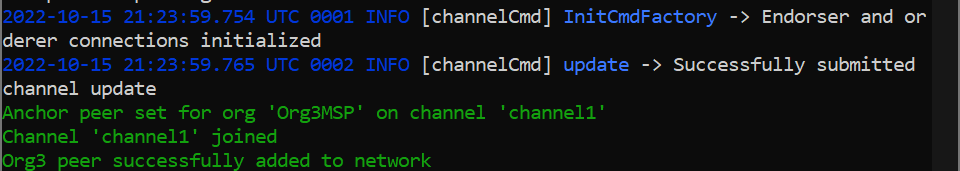 2022-10-15 21:23:59.754 UTC 0001 INFO [channelCmd] InitCmdFactory -> Endorser and or
derer connections initialized
2022-10-15 21:23:59.765 UTC 0002 INFO [channelCmd] update -> Successfully submitted
channel update
Anchor peer set for org 'Org3MSP' on channel 'channel1'
Channel 'channel1' joined
Org3 peer successfully added to network